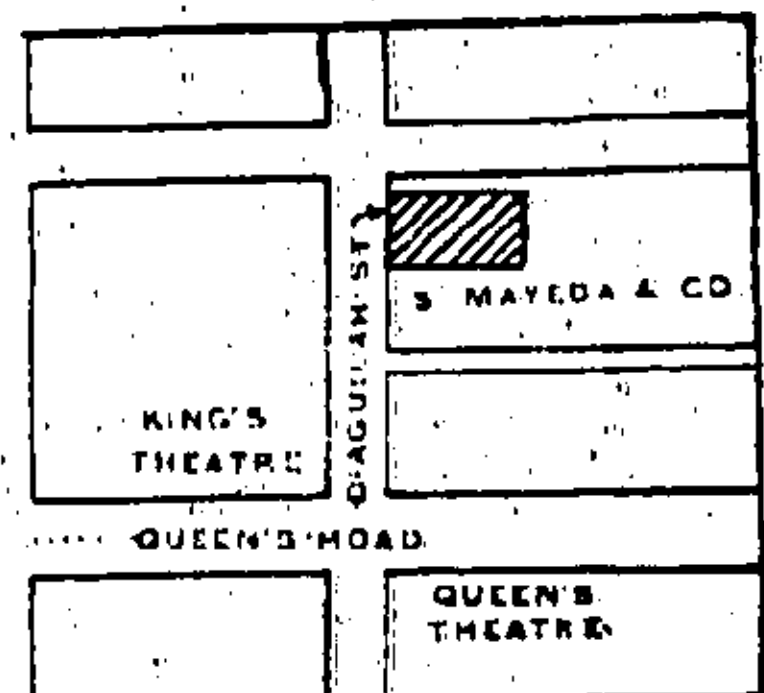 D'AGUILAR ST
S MAYEDA & CO
KING'S
THEATRE
QUEEN'S ROAD
QUEEN'S
THEATRE